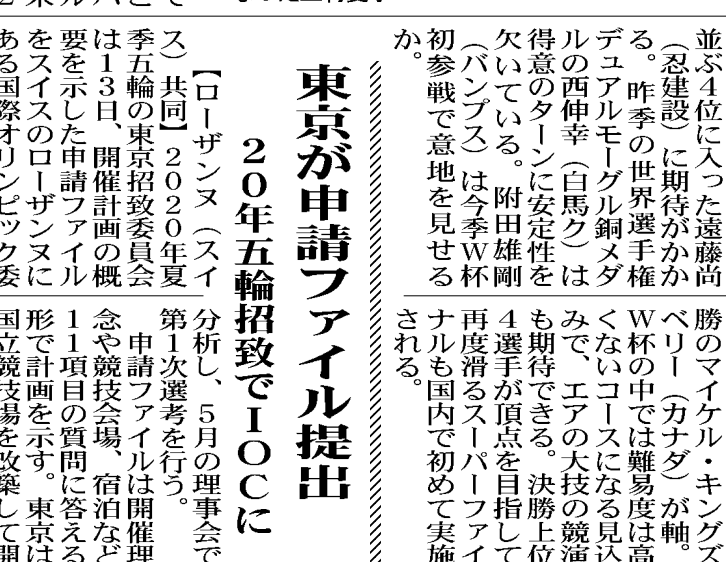 並ぶ4位に入った遠藤尚
(忍建設)に期待がかか
る。昨季の世界選手権
デュアルモーグル銅メダ
ルの西伸幸(白馬ク)は
得意のターンに安定性を
欠いている。附田雄剛
(バンプス)は今季W杯
初参戦で意地を見せる
か。
勝のマイケル・キングズ
ベリー(カナダ)が軸。
W杯の中では難易度は高
くないコースになる見込
みで、エアの大技の競演
も期待できる。決勝上位
4選手が頂点を目指して
再度滑るスーパーファイ
ナルも国内で初めて実施
される。
東京が申請ファイル提出
20年五輪招致でIOCに
【ローザンヌ(スイ
ス)共同】2020年夏
季五輪の東京招致委員会
は13日、開催計画の概
要を示した申請ファイル
をスイスのローザンヌに
ある国際オリンピック委
分析し、5月の理事会で
第1次選考を行う。
申請ファイルは開催理
念や競技会場、宿泊など
11項目の質問に答える
形で計画を示す。東京は
国立競技場を改築して開